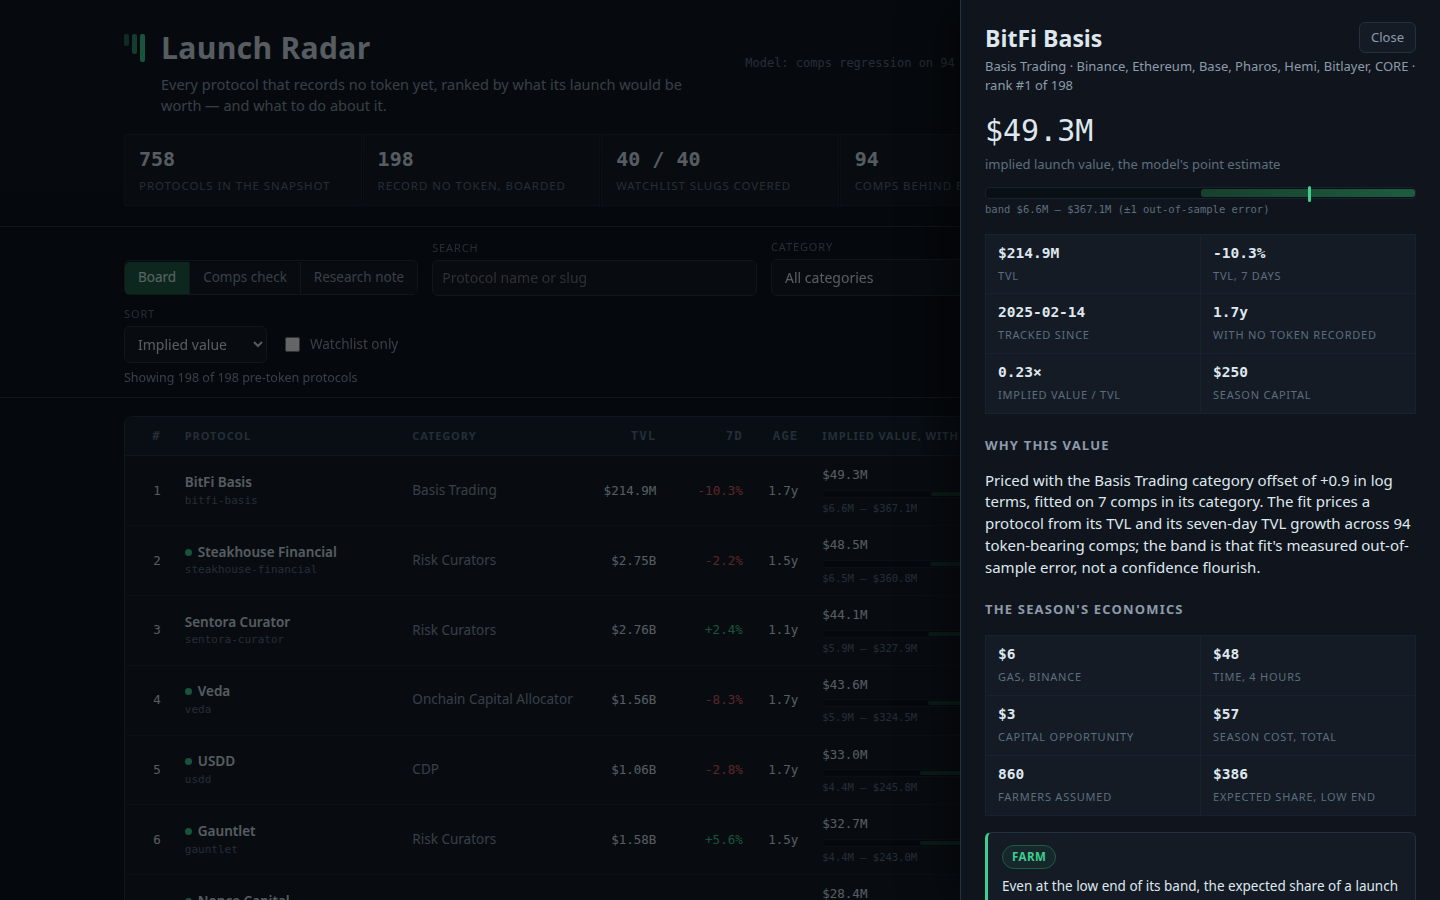 Launch Radar
Model: comps regression on 94
Every protocol that records no token yet, ranked by what its launch would be
worth — and what to do about it.
758
PROTOCOLS IN THE SNAPSHOT
198
RECORD NO TOKEN, BOARDED
40 / 40
WATCHLIST SLUGS COVERED
94
COMPS BEHIND
Board
Comps check
Research note
SEARCH
Protocol name or slug
CATEGORY
All categories
SORT
Implied value
Watchlist only
Showing 198 of 198 pre-token protocols
# PROTOCOL CATEGORY TVL 7D AGE IMPLIED VALUE, WITH
1 BitFi Basis Basis Trading $214.9M -10.3% 1.7y $49.3M
bitfi-basis $6.6M – $367.1M
2 Steakhouse Financial Risk Curators $2.75B -2.2% 1.5y $48.5M
steakhouse-financial $6.5M – $360.8M
3 Sentora Curator Risk Curators $2.76B +2.4% 1.1y $44.1M
sentora-curator $5.9M – $327.9M
4 Veda Onchain Capital Allocator $1.56B -8.3% 1.7y $43.6M
veda $5.9M – $324.5M
5 USDD CDP $1.06B -2.8% 1.7y $33.0M
usdd $4.4M – $245.8M
6 Gauntlet Risk Curators $1.58B +5.6% 1.5y $32.7M
gauntlet $4.4M – $243.0M
$28.4M
BitFi Basis
Close
Basis Trading · Binance, Ethereum, Base, Pharos, Hemi, Bitlayer, CORE ·
rank #1 of 198
$49.3M
implied launch value, the model's point estimate
band $6.6M – $367.1M (±1 out-of-sample error)
$214.9M
TVL
-10.3%
TVL, 7 DAYS
2025-02-14
TRACKED SINCE
1.7y
WITH NO TOKEN RECORDED
0.23×
IMPLIED VALUE / TVL
$250
SEASON CAPITAL
WHY THIS VALUE
Priced with the Basis Trading category offset of +0.9 in log
terms, fitted on 7 comps in its category. The fit prices a
protocol from its TVL and its seven-day TVL growth across 94
token-bearing comps; the band is that fit's measured out-of-
sample error, not a confidence flourish.
THE SEASON'S ECONOMICS
$6
GAS, BINANCE
$48
TIME, 4 HOURS
$3
CAPITAL OPPORTUNITY
$57
SEASON COST, TOTAL
860
FARMERS ASSUMED
$386
EXPECTED SHARE, LOW END
FARM
Even at the low end of its band, the expected share of a launch